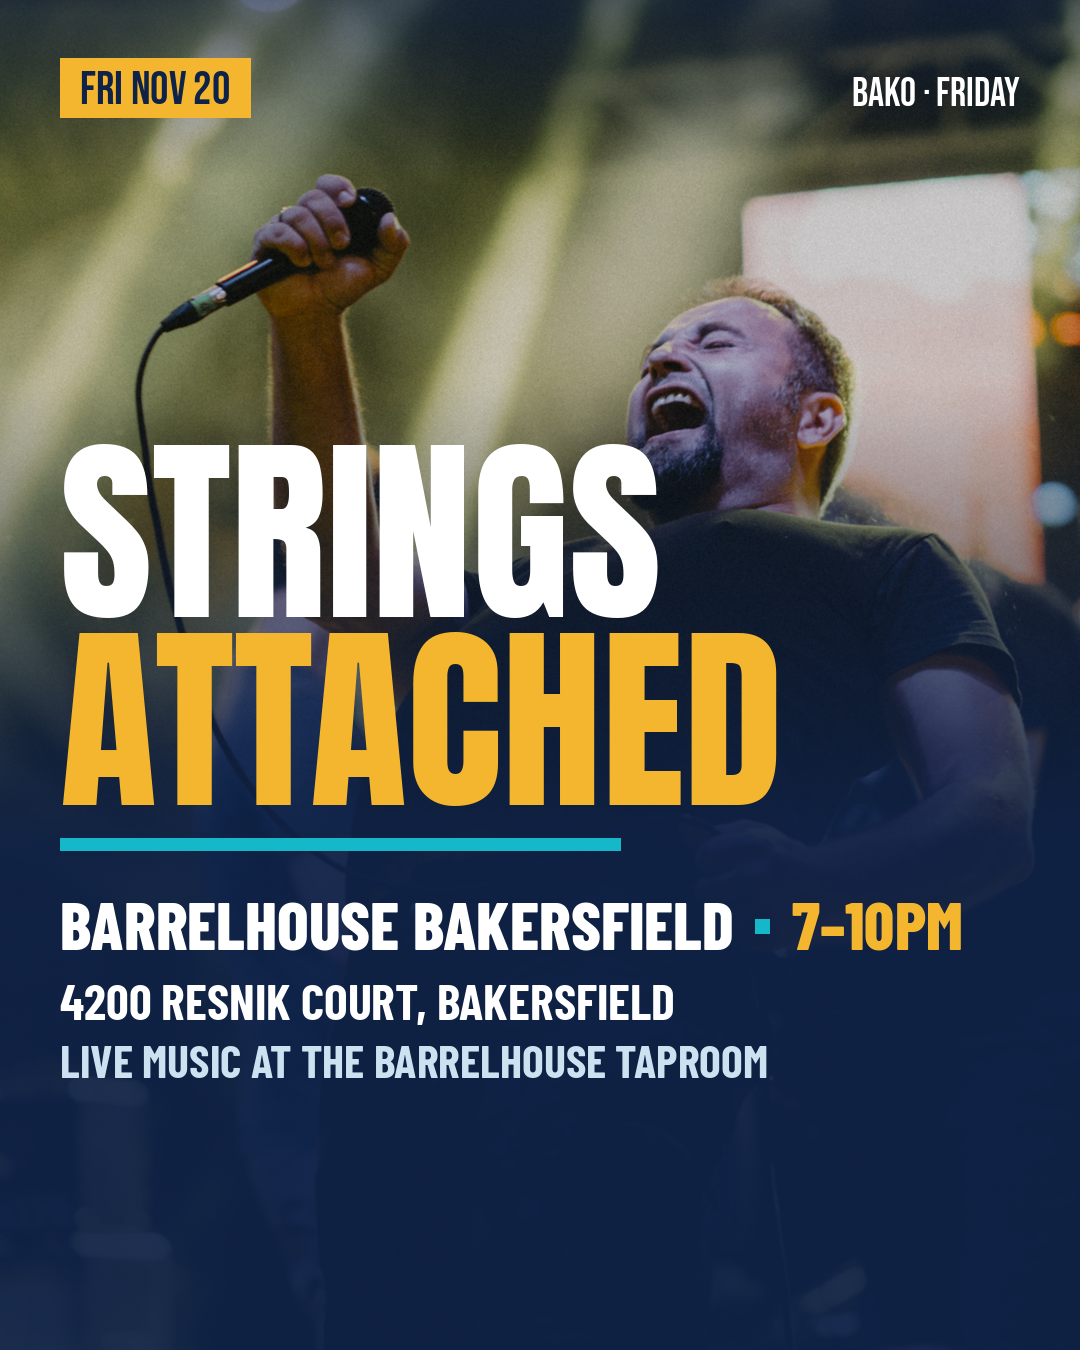 FRI NOV 20
BAKO · FRIDAY
STRINGS
ATTACHED
BARRELHOUSE BAKERSFIELD ▪ 7–10PM
4200 RESNIK COURT, BAKERSFIELD
LIVE MUSIC AT THE BARRELHOUSE TAPROOM